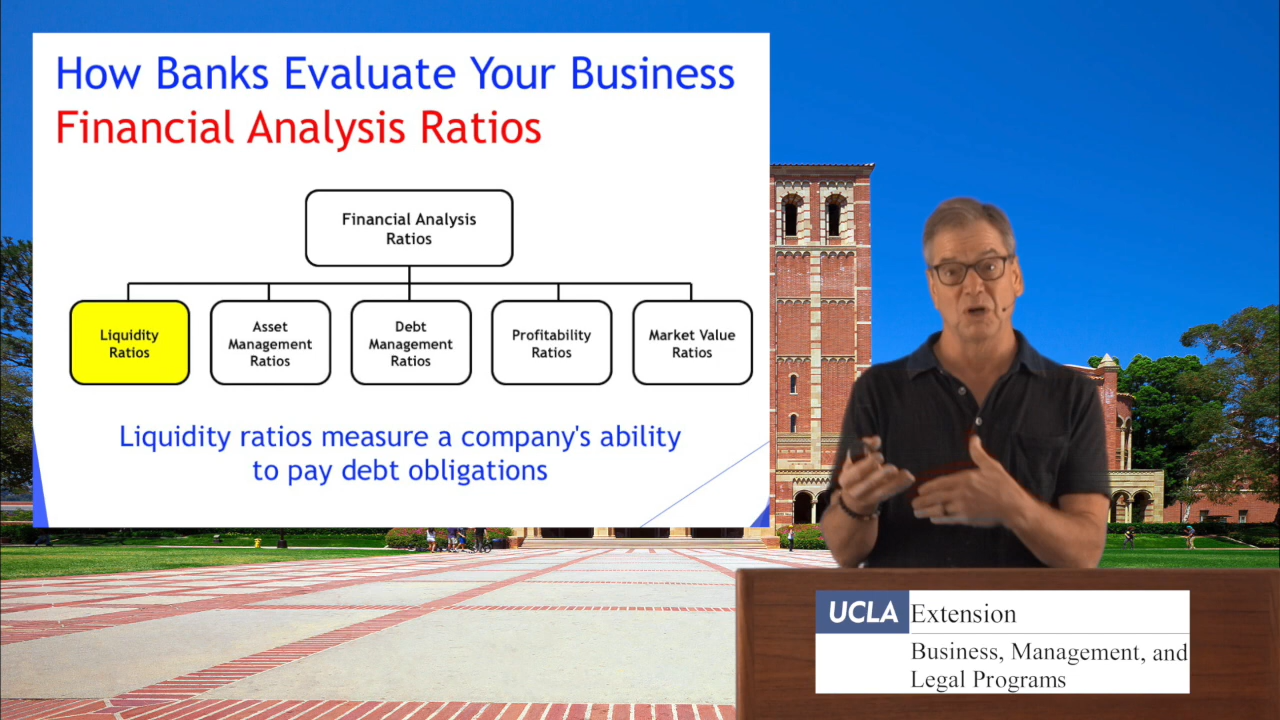 How Banks Evaluate Your Business
Financial Analysis Ratios
Financial Analysis
Ratios
Liquidity
Ratios
Asset
Management
Ratios
Debt
Management
Ratios
Profitability
Ratios
Market Value
Ratios
Liquidity ratios measure a company's ability
to pay debt obligations
UCLA Extension
Business, Management, and
Legal Programs